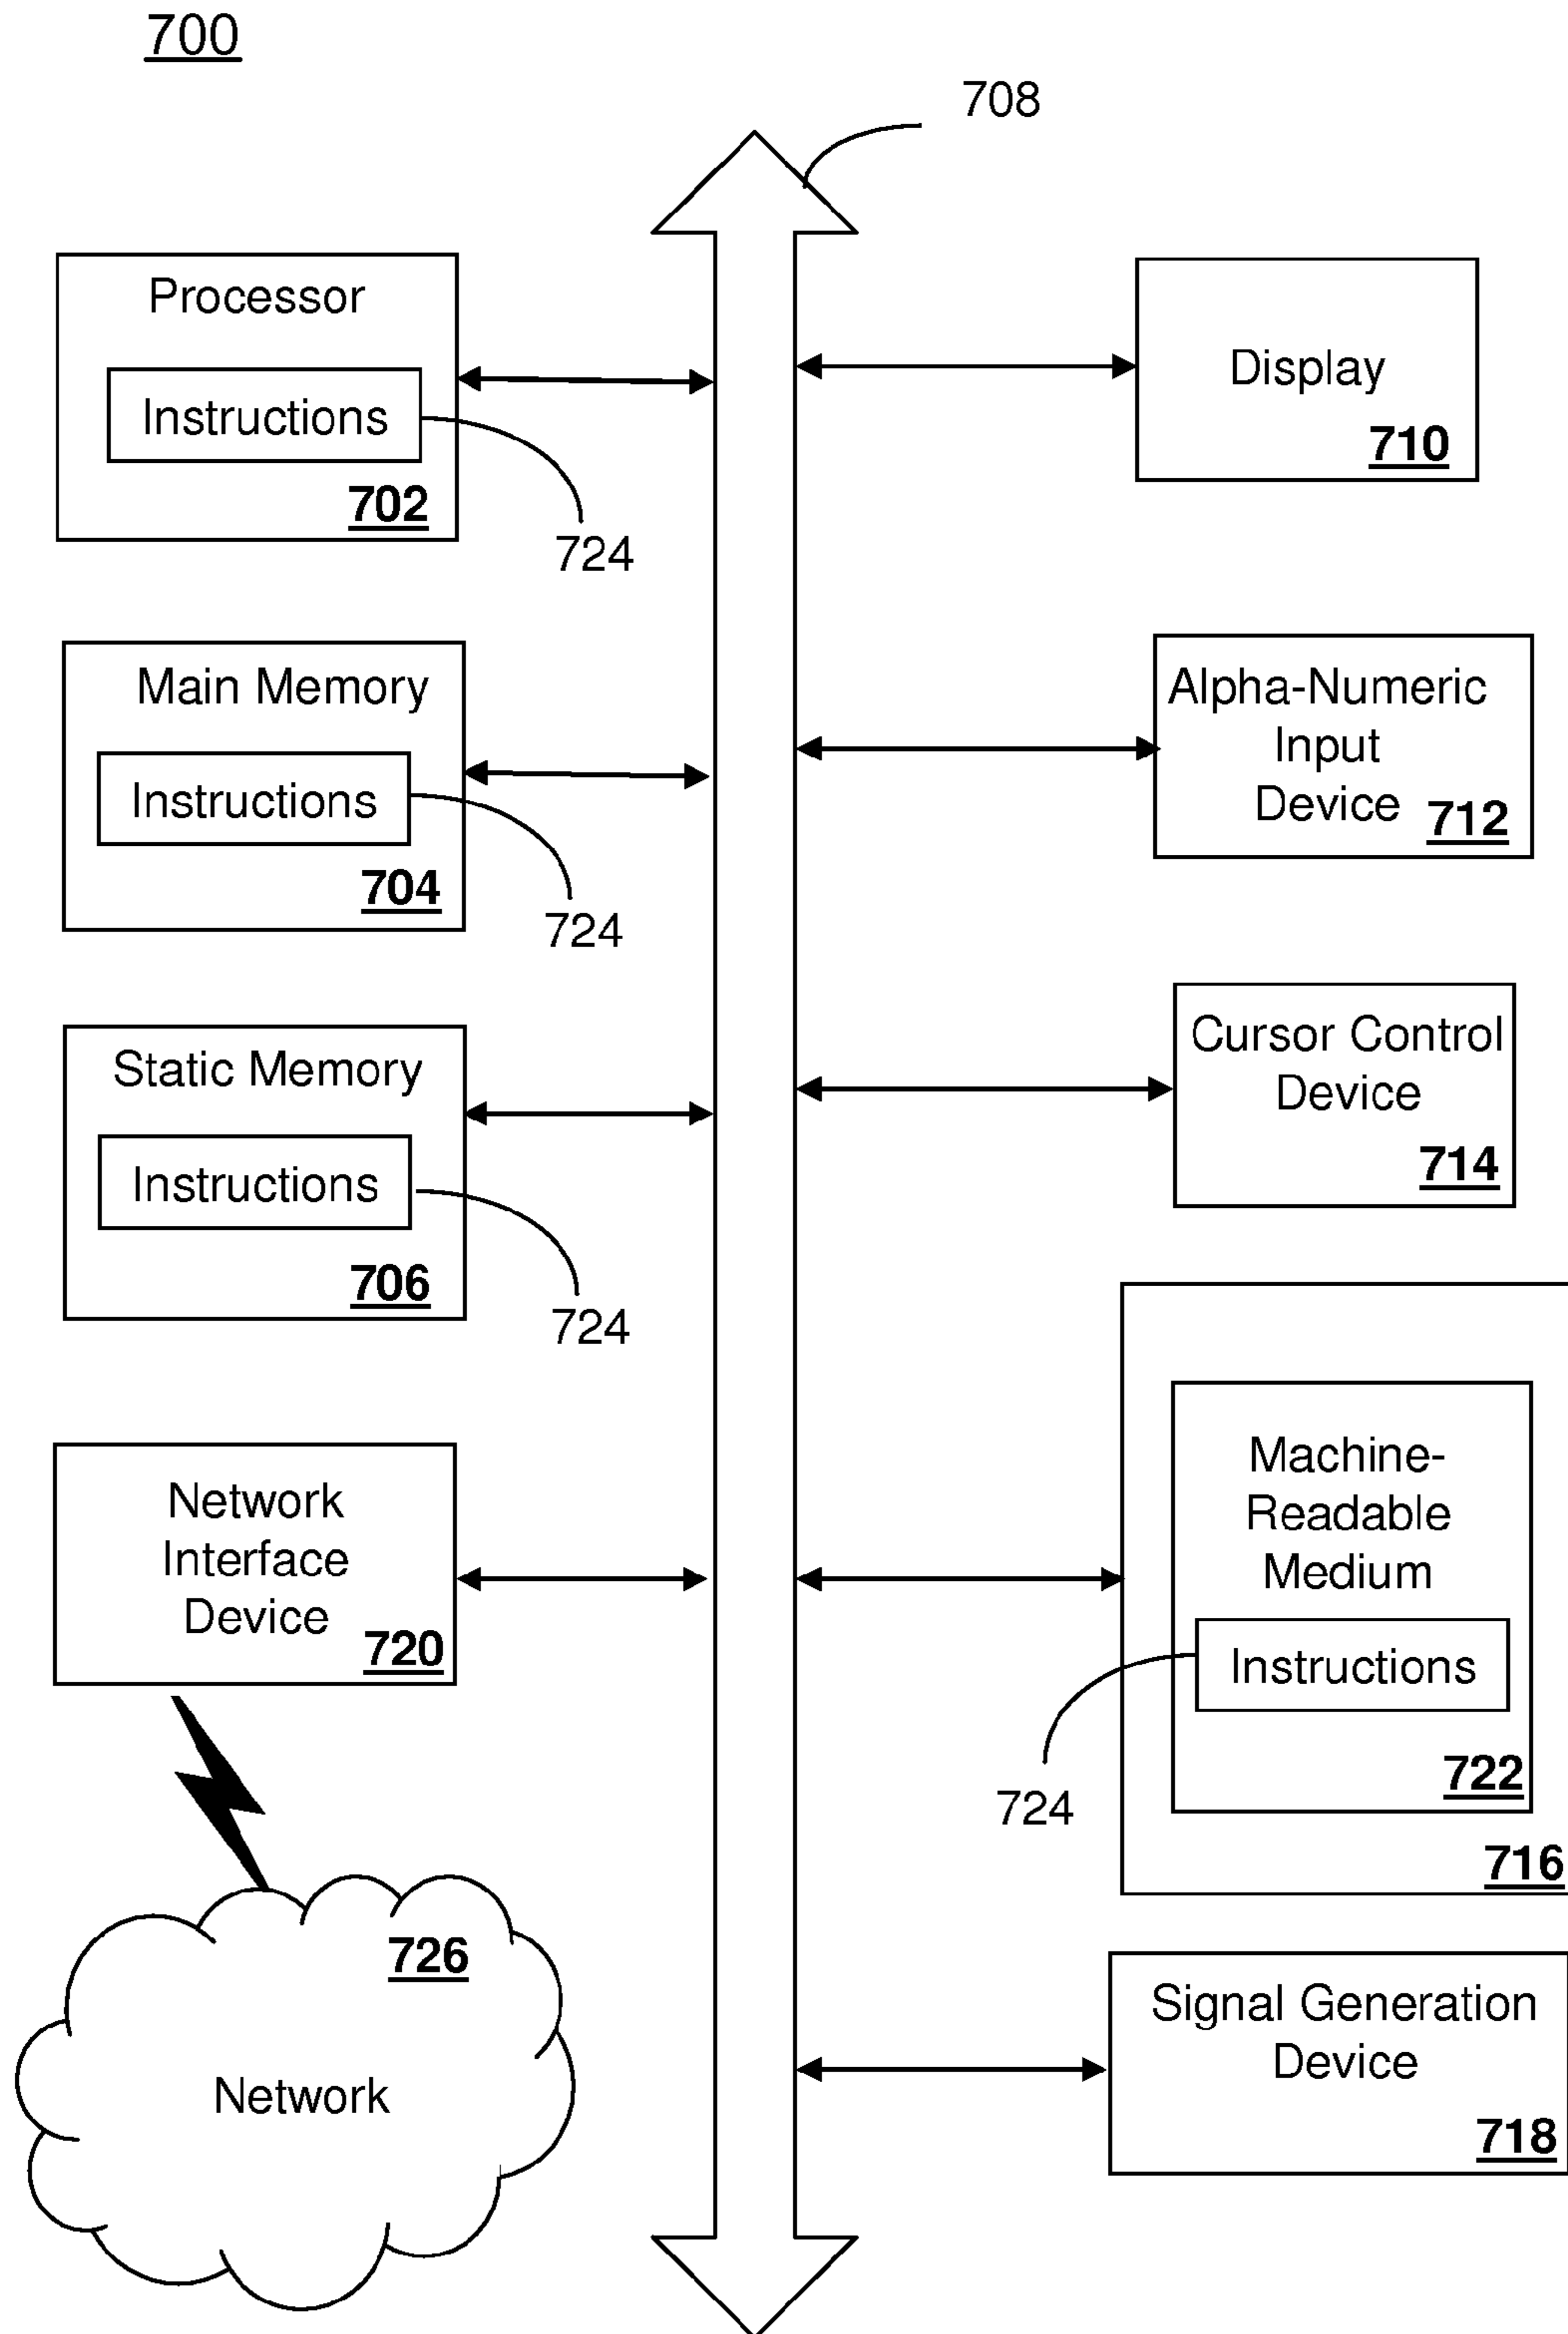 700
708
Processor
Instructions
702
724
Main Memory
Instructions
704
724
Static Memory
Instructions
706
724
Network
Interface
Device
720
726
Network
Display
710
Alpha-Numeric
Input
Device
712
Cursor Control
Device
714
Machine-
Readable
Medium
Instructions
722
724
716
Signal Generation
Device
718